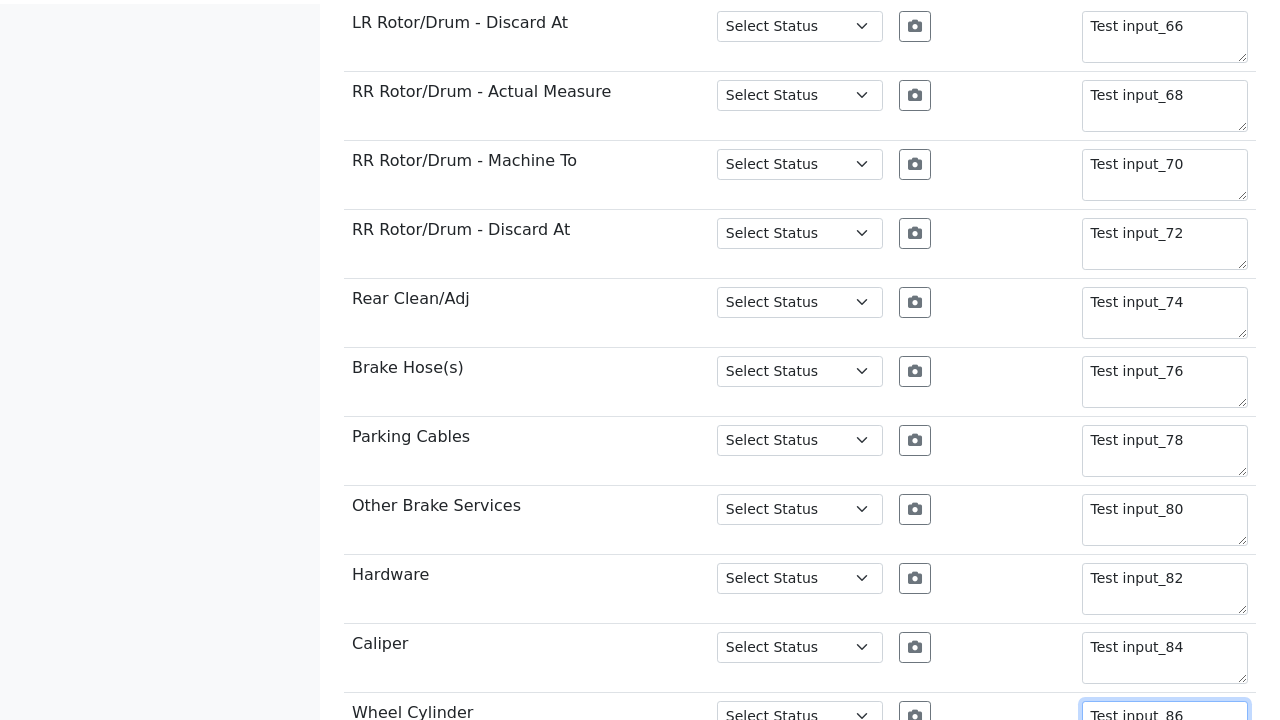 LR Rotor/Drum - Discard At Select Status Test input_66
RR Rotor/Drum - Actual Measure Select Status Test input_68
RR Rotor/Drum - Machine To Select Status Test input_70
RR Rotor/Drum - Discard At Select Status Test input_72
Rear Clean/Adj Select Status Test input_74
Brake Hose(s) Select Status Test input_76
Parking Cables Select Status Test input_78
Other Brake Services Select Status Test input_80
Hardware Select Status Test input_82
Caliper Select Status Test input_84
Wheel Cylinder Select Status Test input_86